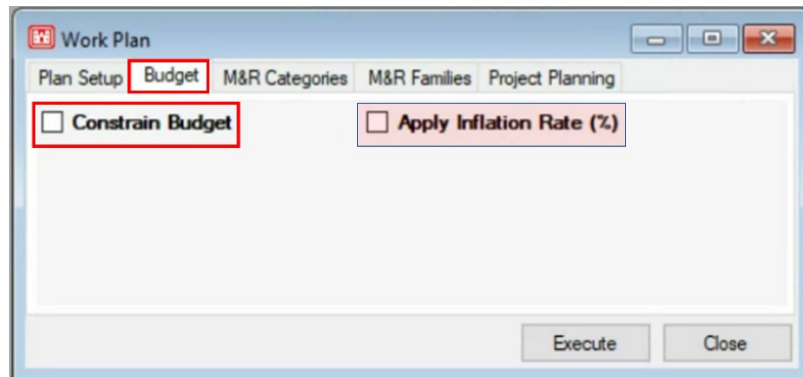 Work Plan
Plan Setup Budget M&R Categories M&R Families Project Planning
Constrain Budget Apply Inflation Rate (%)
Execute Close